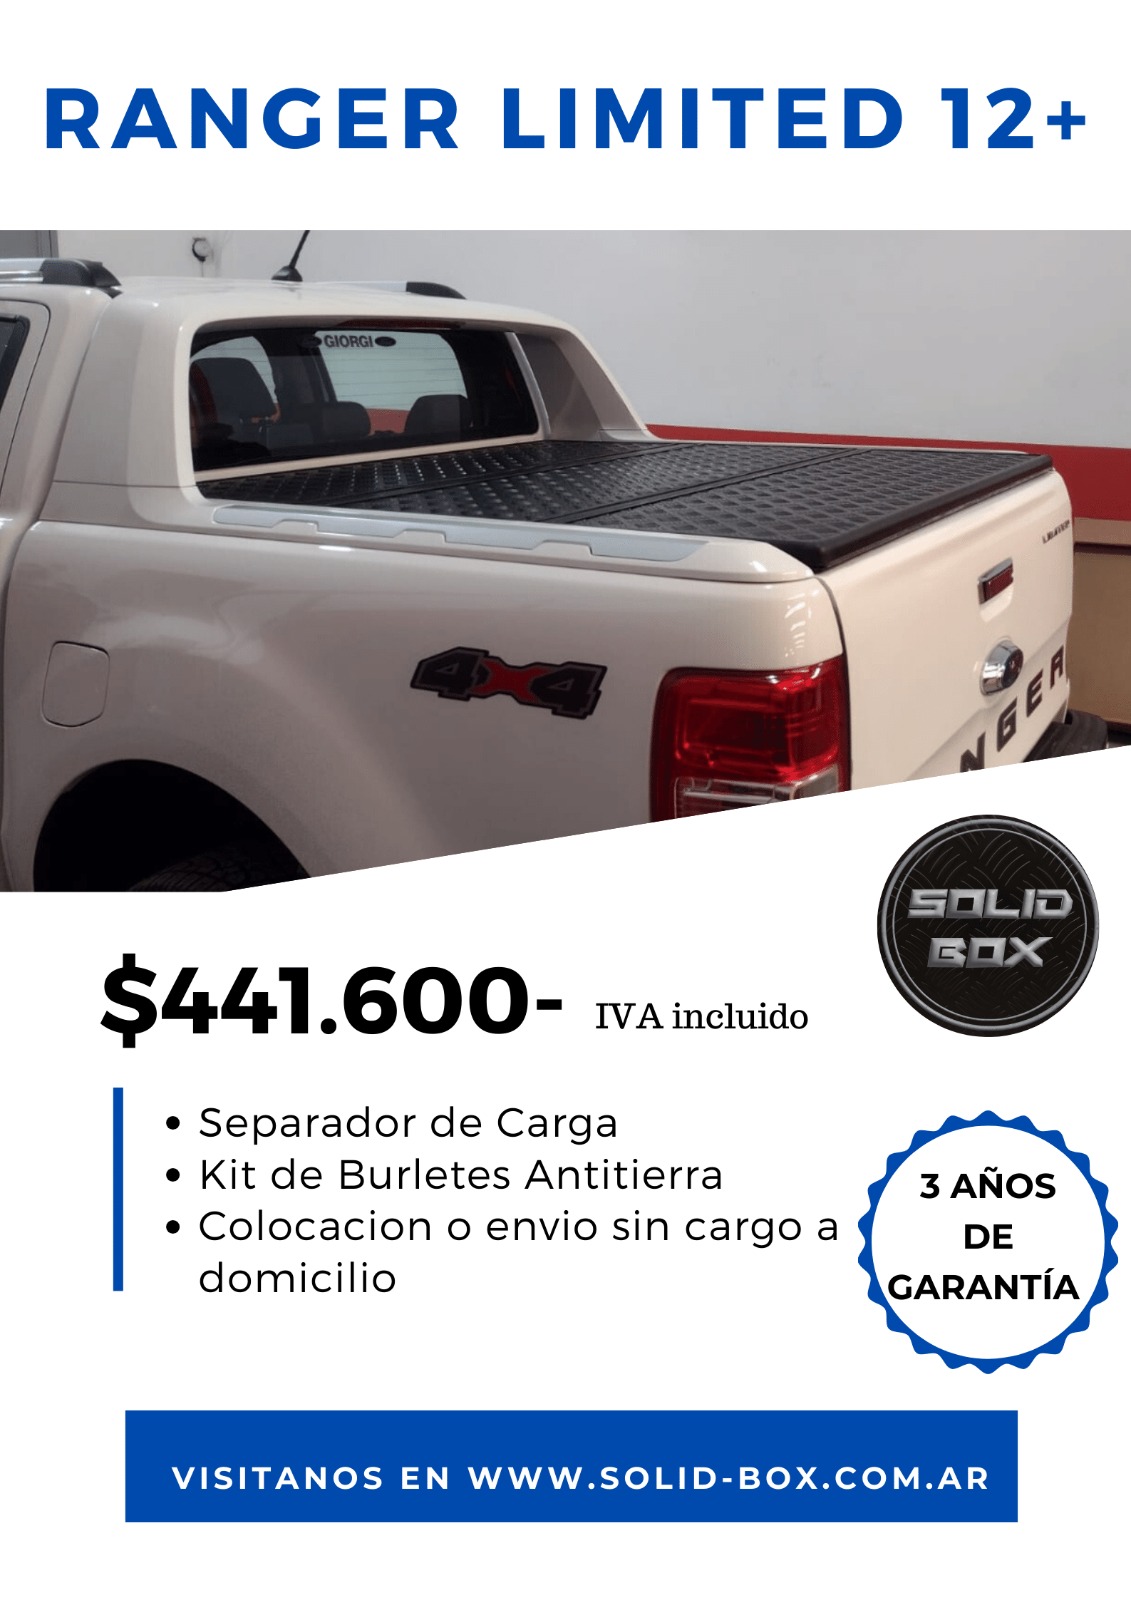 RANGER LIMITED 12+
GIORGI
4x4
NGER
SOLID
BOX
$441.600- IVA incluido
• Separador de Carga
• Kit de Burletes Antitierra
• Colocacion o envio sin cargo a
domicilio
3 AÑOS
DE
GARANTÍA
VISITANOS EN WWW.SOLID-BOX.COM.AR